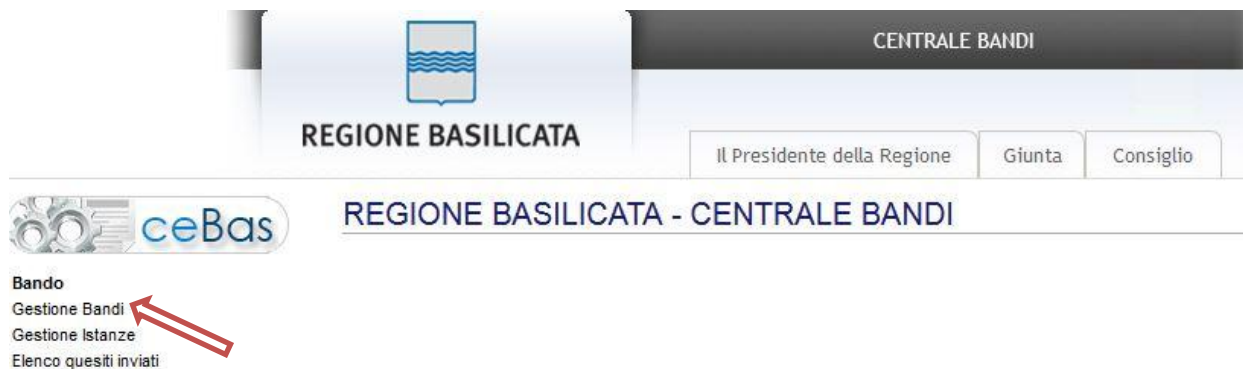 CENTRALE BANDI
REGIONE BASILICATA
Il Presidente della Regione Giunta Consiglio
ceBas
REGIONE BASILICATA - CENTRALE BANDI
Bando
Gestione Bandi
Gestione Istanze
Elenco quesiti inviati